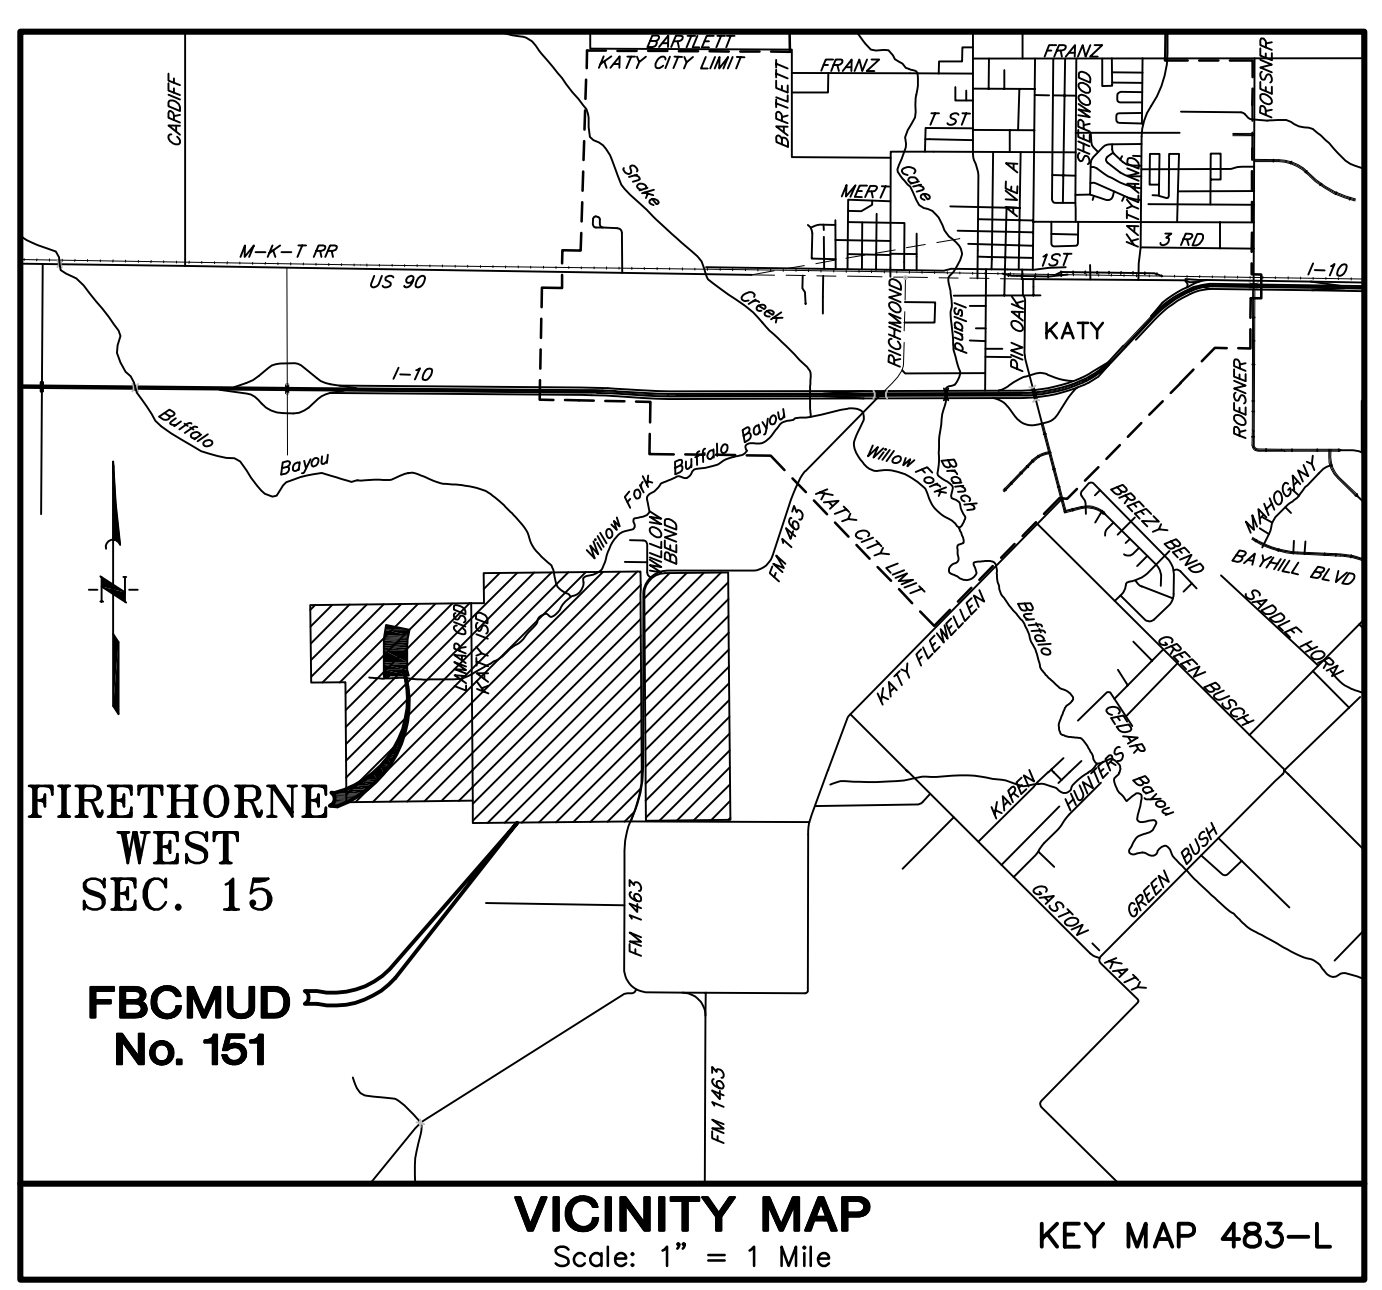 BARTLETT
KATY CITY LIMIT
FRANZ
FRANZ
ROESNER
CARDIFF
BARTLETT
SHERWOOD
T ST
Snake
Cane
AVE A
MERT
KATYLAND
3 RD
M-K-T RR
1ST
US 90
I-10
Creek
RICHMOND
Island
PIN OAK
KATY
I-10
ROESNER
Buffalo
Bayou
Willow Fork
Buffalo
Bayou
Willow Fork
Branch
BREEZY BEND
MAHOGANY
BAYHILL BLVD
WILLOW
BEND
FM 1463
KATY CITY LIMIT
N
LAMAR CISD
KATY ISD
KATY FLEWELLEN
Buffalo
SADDLE HORN
GREEN BUSCH
CEDAR
KAREN
HUNTERS
Bayou
FIRETHORNE
WEST
SEC. 15
GREEN BUSH
GASTON - KATY
FM 1463
FBCMUD
No. 151
FM 1463
VICINITY MAP
Scale: 1" = 1 Mile
KEY MAP 483-L